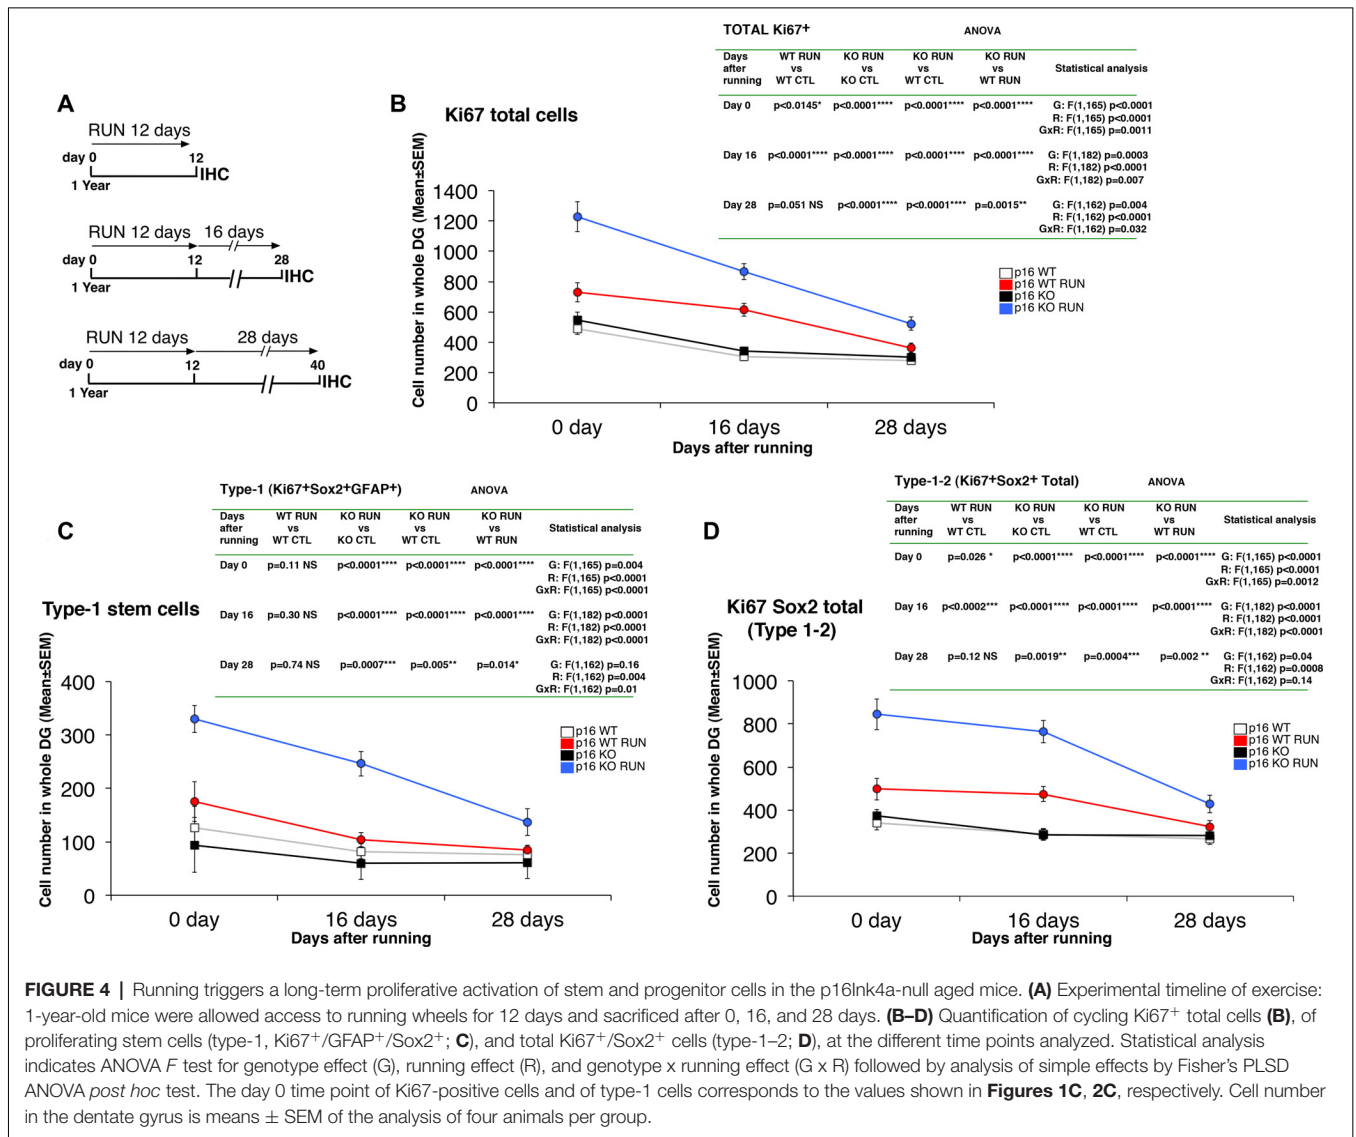 A
RUN 12 days
day 0
12
IHC
1 Year
RUN 12 days
16 days
day 0
12
28
IHC
1 Year
RUN 12 days
28 days
day 0
12
40
IHC
1 Year
B
Ki67 total cells
TOTAL Ki67+ ANOVA
Days after running | WT RUN vs WT CTL | KO RUN vs KO CTL | KO RUN vs WT CTL | KO RUN vs WT RUN | Statistical analysis
Day 0 p<0.0145* p<0.0001**** p<0.0001**** p<0.0001**** G: F(1,165) p<0.0001
R: F(1,165) p<0.0001
GxR: F(1,165) p=0.0011
Day 16 p<0.0001**** p<0.0001**** p<0.0001**** p<0.0001**** G: F(1,182) p=0.0003
R: F(1,182) p<0.0001
GxR: F(1,182) p=0.007
Day 28 p=0.051 NS p<0.0001**** p<0.0001**** p=0.0015** G: F(1,162) p=0.004
R: F(1,162) p<0.0001
GxR: F(1,162) p=0.032
Cell number in whole DG (Mean±SEM)
1400
1200
1000
800
600
400
200
0
0 day
16 days
28 days
Days after running
p16 WT
p16 WT RUN
p16 KO
p16 KO RUN
C
Type-1 stem cells
Type-1 (Ki67+Sox2+GFAP+) ANOVA
Days after running | WT RUN vs WT CTL | KO RUN vs KO CTL | KO RUN vs WT CTL | KO RUN vs WT RUN | Statistical analysis
Day 0 p=0.11 NS p<0.0001**** p<0.0001**** p<0.0001**** G: F(1,165) p=0.004
R: F(1,165) p<0.0001
GxR: F(1,165) p<0.0001
Day 16 p=0.30 NS p<0.0001**** p<0.0001**** p<0.0001**** G: F(1,182) p<0.0001
R: F(1,182) p<0.0001
GxR: F(1,182) p<0.0001
Day 28 p=0.74 NS p=0.0007*** p=0.005** p=0.014* G: F(1,162) p=0.16
R: F(1,162) p=0.004
GxR: F(1,162) p=0.01
Cell number in whole DG (Mean±SEM)
400
300
200
100
0
0 day
16 days
28 days
Days after running
p16 WT
p16 WT RUN
p16 KO
p16 KO RUN
D
Ki67 Sox2 total
(Type 1-2)
Type-1-2 (Ki67+Sox2+ Total) ANOVA
Days after running | WT RUN vs WT CTL | KO RUN vs KO CTL | KO RUN vs WT CTL | KO RUN vs WT RUN | Statistical analysis
Day 0 p=0.026 * p<0.0001**** p<0.0001**** p<0.0001**** G: F(1,165) p<0.0001
R: F(1,165) p<0.0001
GxR: F(1,165) p=0.0012
Day 16 p<0.0002*** p<0.0001**** p<0.0001**** p<0.0001**** G: F(1,182) p<0.0001
R: F(1,182) p<0.0001
GxR: F(1,182) p<0.0001
Day 28 p=0.12 NS p=0.0019** p=0.0004*** p=0.002 ** G: F(1,162) p=0.04
R: F(1,162) p=0.0008
GxR: F(1,162) p=0.14
Cell number in whole DG (Mean±SEM)
1000
800
600
400
200
0
0 day
16 days
28 days
Days after running
p16 WT
p16 WT RUN
p16 KO
p16 KO RUN
FIGURE 4 | Running triggers a long-term proliferative activation of stem and progenitor cells in the p16Ink4a-null aged mice. (A) Experimental timeline of exercise:
1-year-old mice were allowed access to running wheels for 12 days and sacrificed after 0, 16, and 28 days. (B–D) Quantification of cycling Ki67+ total cells (B), of
proliferating stem cells (type-1, Ki67+/GFAP+/Sox2+; C), and total Ki67+/Sox2+ cells (type-1–2; D), at the different time points analyzed. Statistical analysis
indicates ANOVA F test for genotype effect (G), running effect (R), and genotype x running effect (G x R) followed by analysis of simple effects by Fisher's PLSD
ANOVA post hoc test. The day 0 time point of Ki67-positive cells and of type-1 cells corresponds to the values shown in Figures 1C, 2C, respectively. Cell number
in the dentate gyrus is means ± SEM of the analysis of four animals per group.